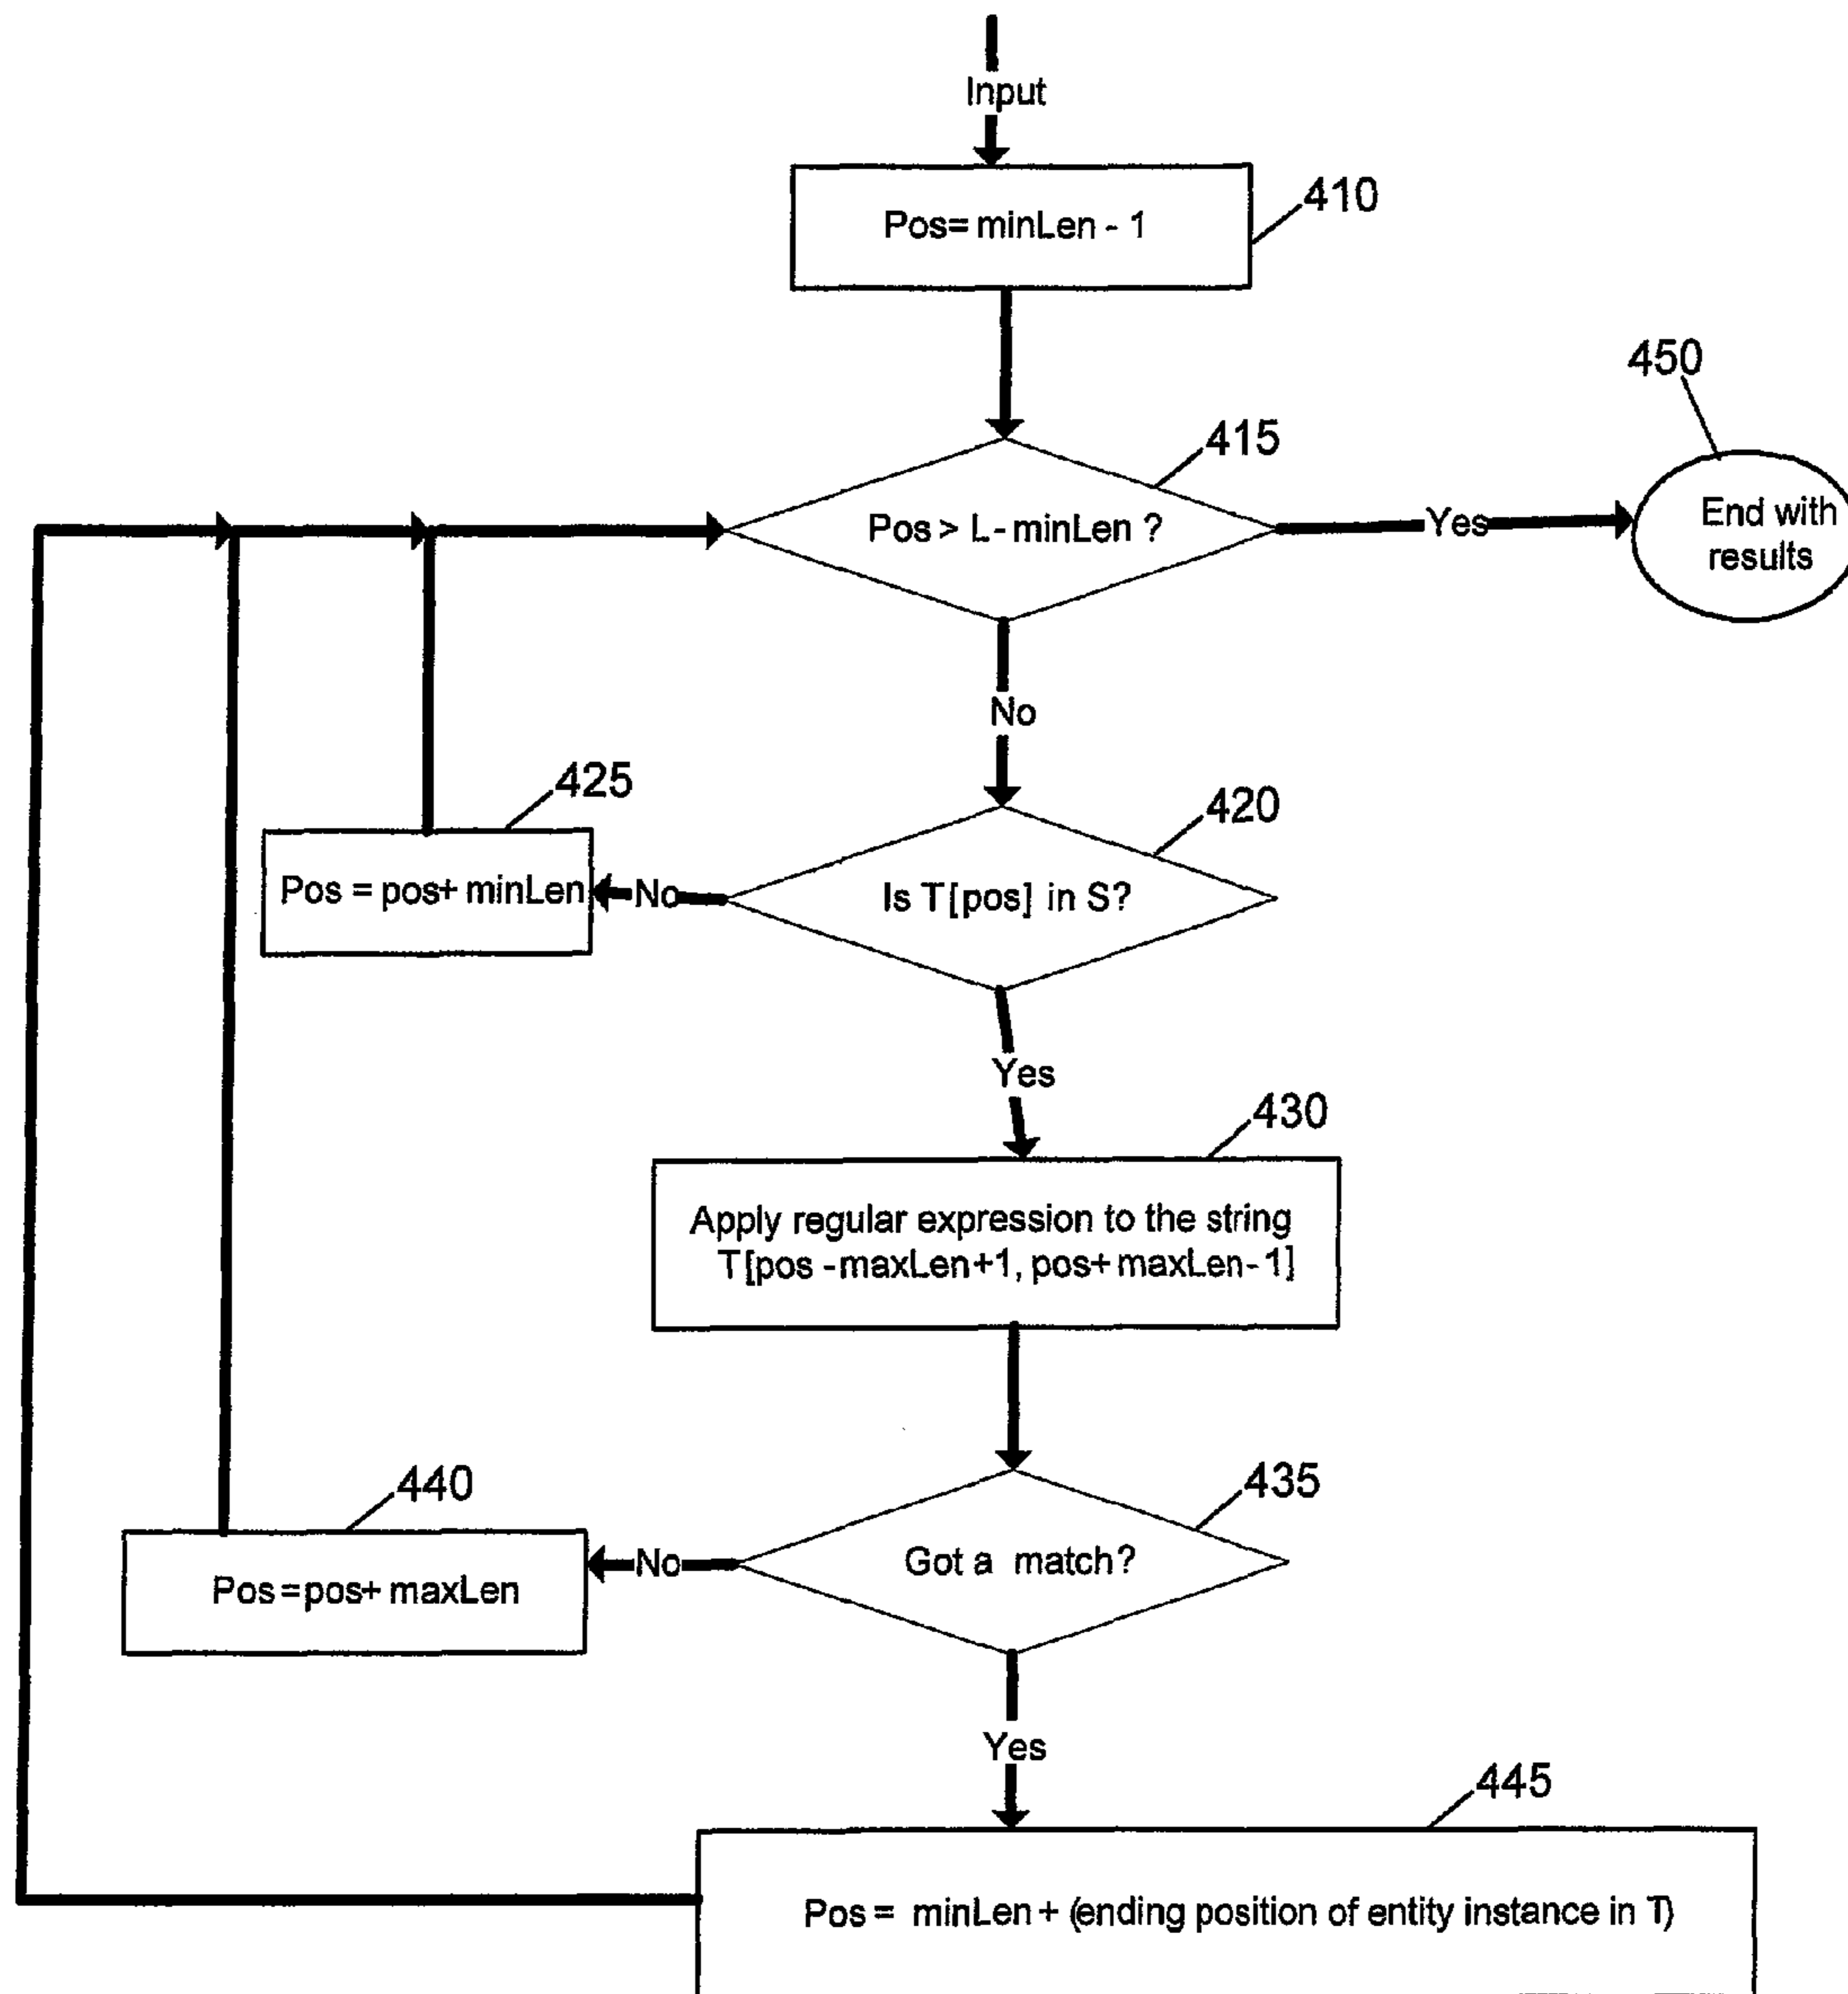 Input
Pos= minLen - 1
410
450
415
Pos > L- minLen ?
Yes
End with
results
No
425
420
Pos = pos+ minLen
No
Is T[pos] in S?
Yes
430
Apply regular expression to the string
T[pos -maxLen+1, pos+ maxLen- 1]
440
435
Pos =pos+ maxLen
No
Got a match?
Yes
445
Pos = minLen + (ending position of entity instance in T)